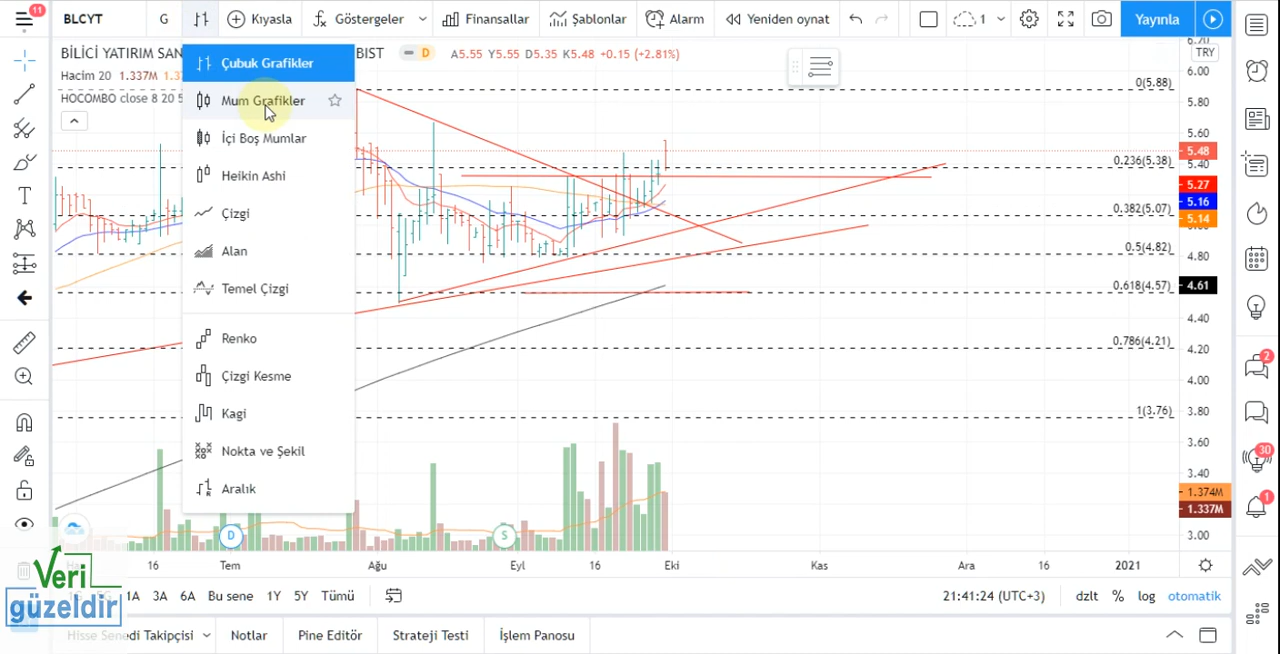 11
BLCYT
G
Kıyasla
Göstergeler
Finansallar
Şablonlar
Alarm
Yeniden oynat
1
Yayınla
BİLİCİ YATIRIM SAN
BIST
D
A5.55 Y5.55 D5.35 K5.48 +0.15 (+2.81%)
Hacim 20 1.337M
HOCOMBO close 8 20 5
Çubuk Grafikler
Mum Grafikler
İçi Boş Mumlar
Heikin Ashi
Çizgi
Alan
Temel Çizgi
Renko
Çizgi Kesme
Kagi
Nokta ve Şekil
Aralık
TRY
6.00
5.80
5.60
5.48
5.40
5.27
5.16
5.14
4.80
4.61
4.40
4.20
4.00
3.80
3.60
3.40
1.374M
1.337M
3.00
0(5.88)
0.236(5.38)
0.382(5.07)
0.5(4.82)
0.618(4.57)
0.786(4.21)
1(3.76)
D
S
16
Tem
Ağu
Eyl
16
Eki
Kas
Ara
16
2021
2
30
1
Veri
güzeldir
1A
3A
6A
Bu sene
1Y
5Y
Tümü
21:41:24 (UTC+3)
dzlt
%
log
otomatik
Hisse Senedi Takipçisi
Notlar
Pine Editör
Strateji Testi
İşlem Panosu